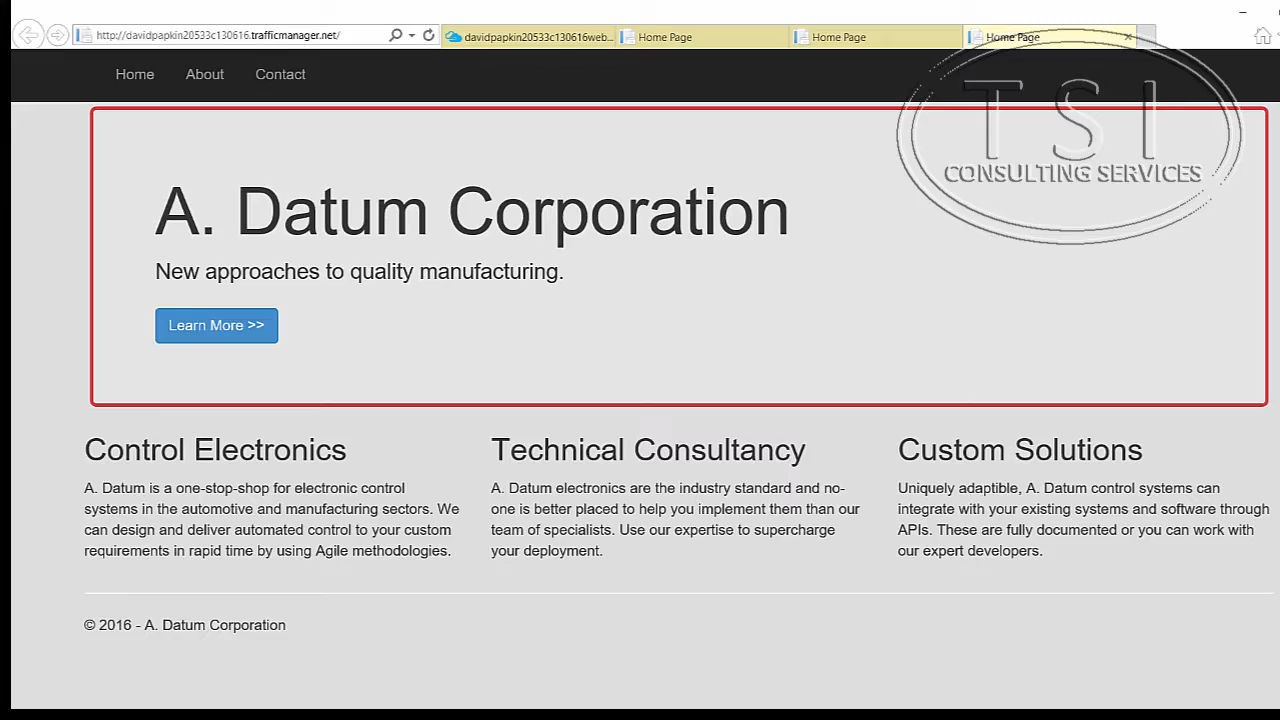 http://davidpapkin20533c130616.trafficmanager.net/
davidpapkin20533c130616web...
Home Page
Home Page
Home Page
Home
About
Contact
T S I
CONSULTING SERVICES
A. Datum Corporation
New approaches to quality manufacturing.
Learn More >>
Control Electronics
A. Datum is a one-stop-shop for electronic control
systems in the automotive and manufacturing sectors. We
can design and deliver automated control to your custom
requirements in rapid time by using Agile methodologies.
Technical Consultancy
A. Datum electronics are the industry standard and no-
one is better placed to help you implement them than our
team of specialists. Use our expertise to supercharge
your deployment.
Custom Solutions
Uniquely adaptible, A. Datum control systems can
integrate with your existing systems and software through
APIs. These are fully documented or you can work with
our expert developers.
© 2016 - A. Datum Corporation